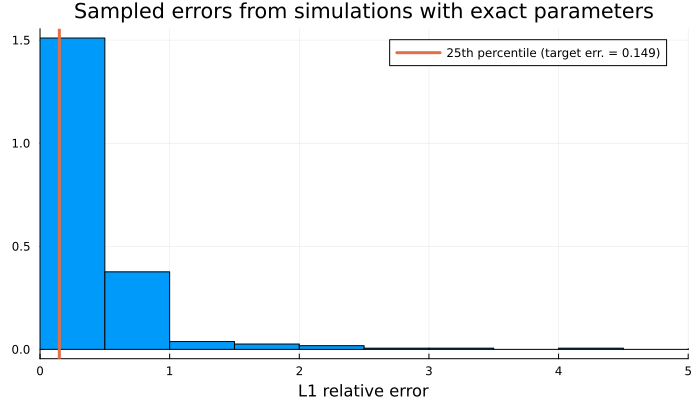 Sampled errors from simulations with exact parameters
25th percentile (target err. = 0.149)
1.5
1.0
0.5
0.0
0 1 2 3 4 5
L1 relative error